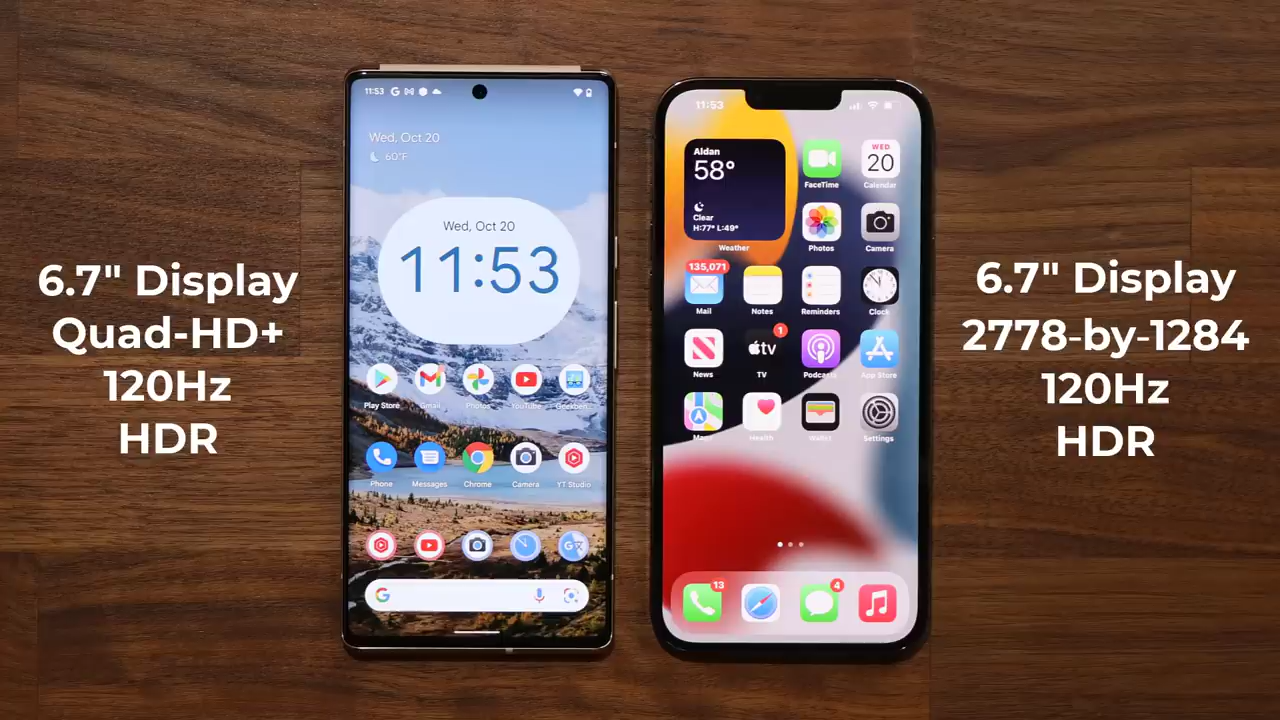 6.7" Display
Quad-HD+
120Hz
HDR
11:53
Wed, Oct 20
60°F
Wed, Oct 20
11:53
Play Store Gmail Photos YouTube Geekben...
Phone Messages Chrome Camera YT Studio
11:53
Aldan
58°
Clear
H:77° L:49°
Weather
FaceTime
WED
20
Calendar
Photos Camera
135,071
Mail Notes Reminders Clock
1
tv
News TV Podcasts App Store
Maps Health Wallet Settings
13
4
6.7" Display
2778-by-1284
120Hz
HDR